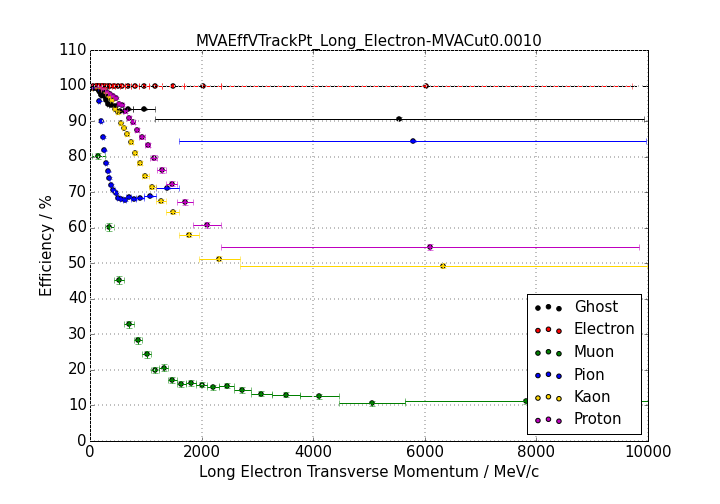 MVAEffVTrackPt_Long_Electron-MVACut0.0010
110
100
90
80
70
60
50
40
30
20
10
0
Efficiency / %
0 2000 4000 6000 8000 10000
Long Electron Transverse Momentum / MeV/c
Ghost
Electron
Muon
Pion
Kaon
Proton